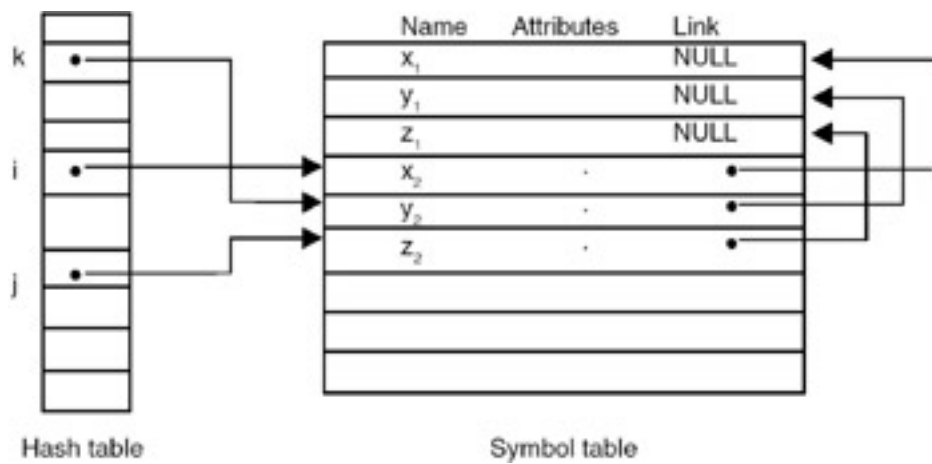 Name Attributes Link
k x₁ NULL
y₁ NULL
z₁ NULL
i x₂
y₂
j z₂
Hash table Symbol table